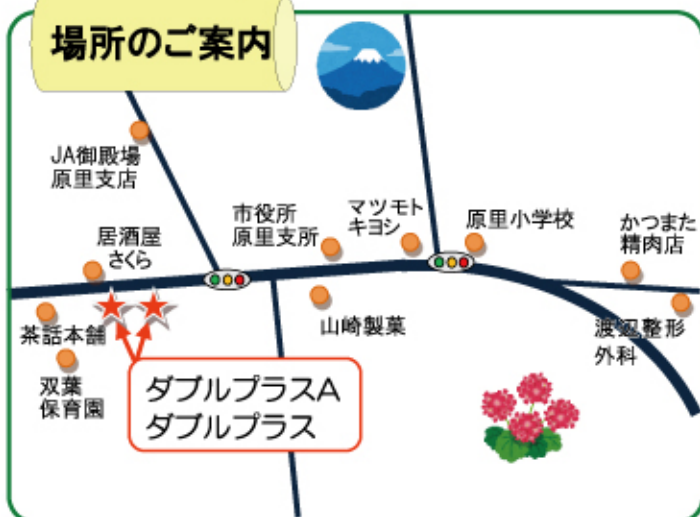 場所のご案内
JA御殿場
原里支店
居酒屋
さくら
市役所
原里支所
マツモト
キヨシ
原里小学校
かつまた
精肉店
茶話本舗
双葉
保育園
山崎製菓
渡辺整形
外科
ダブルプラスA
ダブルプラス